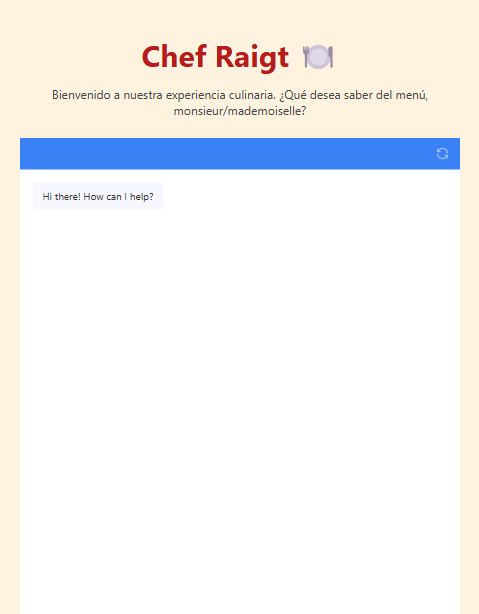 Chef Raigt 🍽️
Bienvenido a nuestra experiencia culinaria. ¿Qué desea saber del menú,
monsieur/mademoiselle?
Hi there! How can I help?